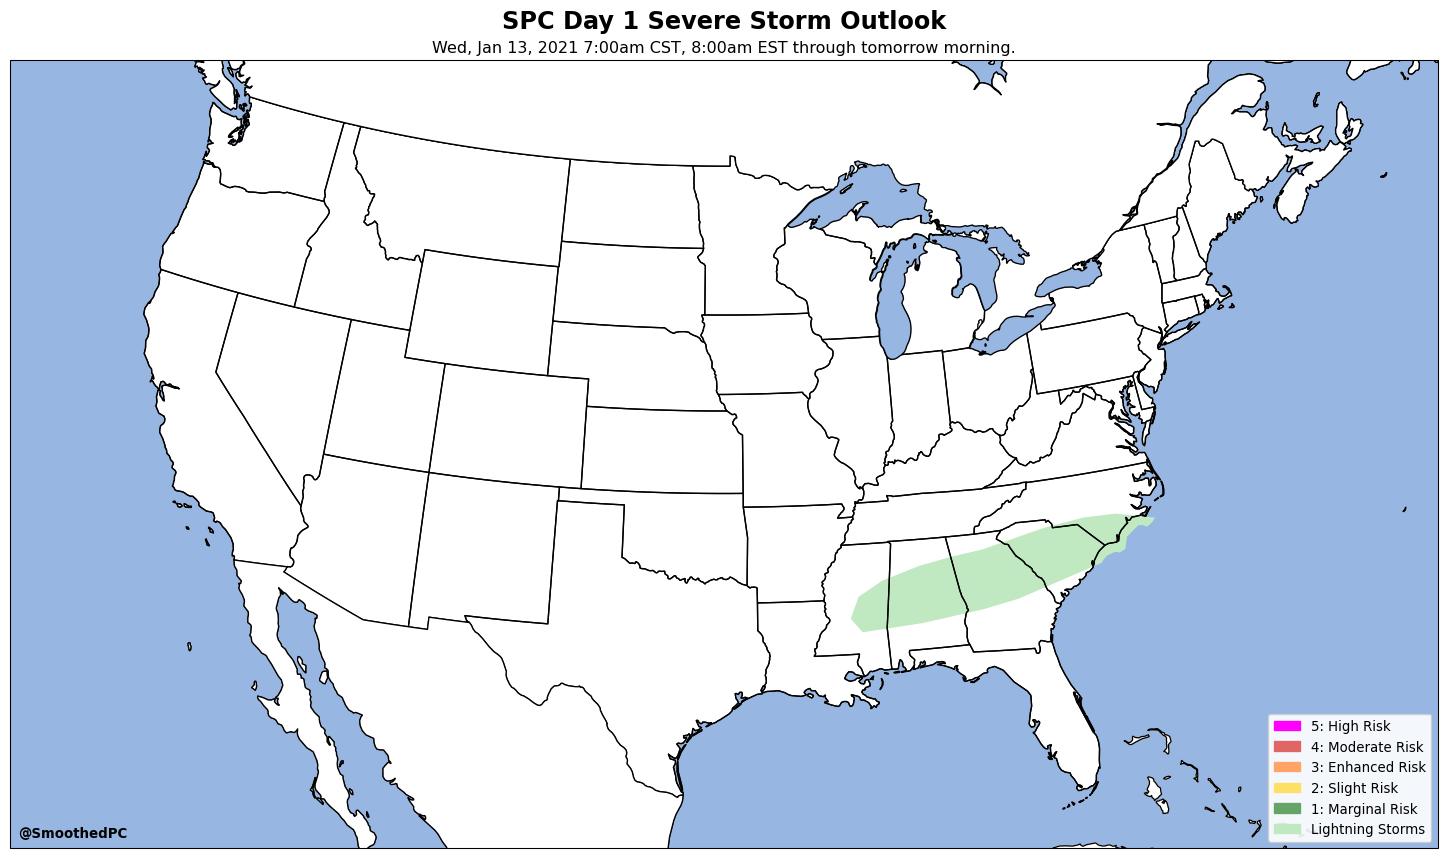 SPC Day 1 Severe Storm Outlook
Wed, Jan 13, 2021 7:00am CST, 8:00am EST through tomorrow morning.
5: High Risk
4: Moderate Risk
3: Enhanced Risk
2: Slight Risk
1: Marginal Risk
Lightning Storms
@SmoothedPC